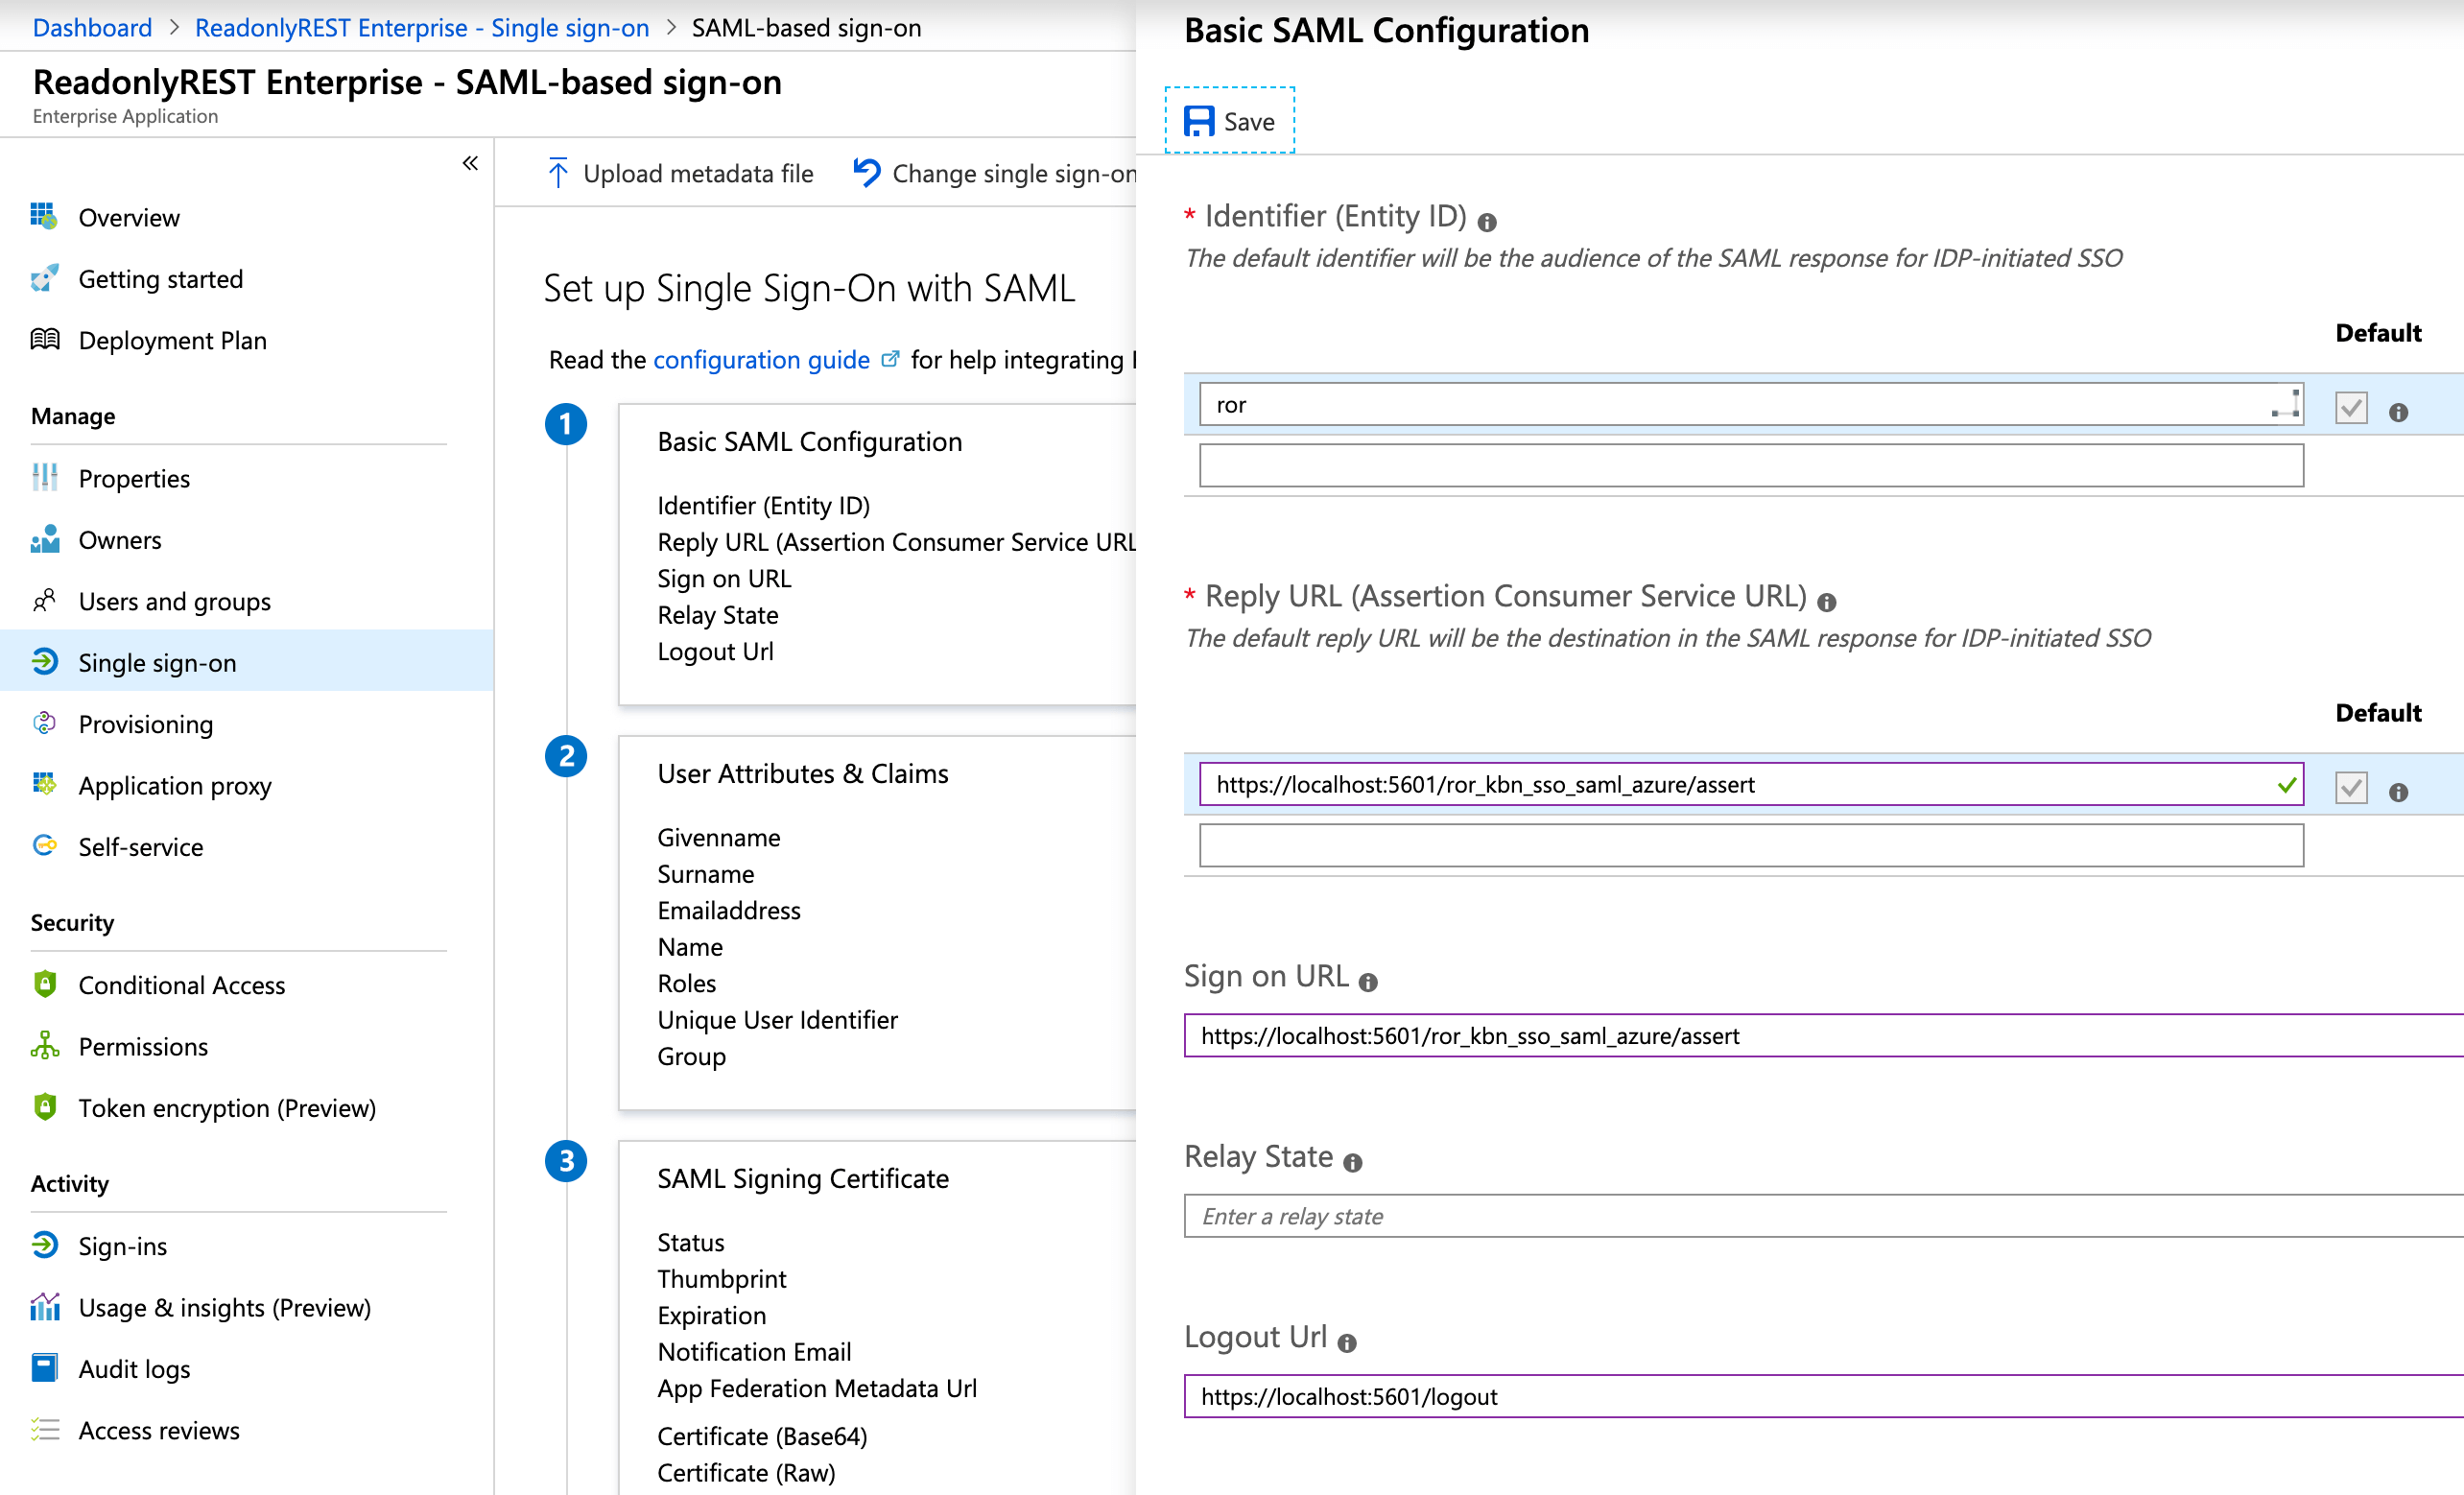 Dashboard > ReadonlyREST Enterprise - Single sign-on > SAML-based sign-on
ReadonlyREST Enterprise - SAML-based sign-on
Enterprise Application
«
Overview
Getting started
Deployment Plan
Manage
Properties
Owners
Users and groups
Single sign-on
Provisioning
Application proxy
Self-service
Security
Conditional Access
Permissions
Token encryption (Preview)
Activity
Sign-ins
Usage & insights (Preview)
Audit logs
Access reviews
Upload metadata file
Change single sign-on
Set up Single Sign-On with SAML
Read the configuration guide for help integrating
1
Basic SAML Configuration
Identifier (Entity ID)
Reply URL (Assertion Consumer Service URL
Sign on URL
Relay State
Logout Url
2
User Attributes & Claims
Givenname
Surname
Emailaddress
Name
Roles
Unique User Identifier
Group
3
SAML Signing Certificate
Status
Thumbprint
Expiration
Notification Email
App Federation Metadata Url
Certificate (Base64)
Certificate (Raw)
Basic SAML Configuration
Save
* Identifier (Entity ID)
The default identifier will be the audience of the SAML response for IDP-initiated SSO
Default
ror
* Reply URL (Assertion Consumer Service URL)
The default reply URL will be the destination in the SAML response for IDP-initiated SSO
Default
https://localhost:5601/ror_kbn_sso_saml_azure/assert
Sign on URL
https://localhost:5601/ror_kbn_sso_saml_azure/assert
Relay State
Enter a relay state
Logout Url
https://localhost:5601/logout